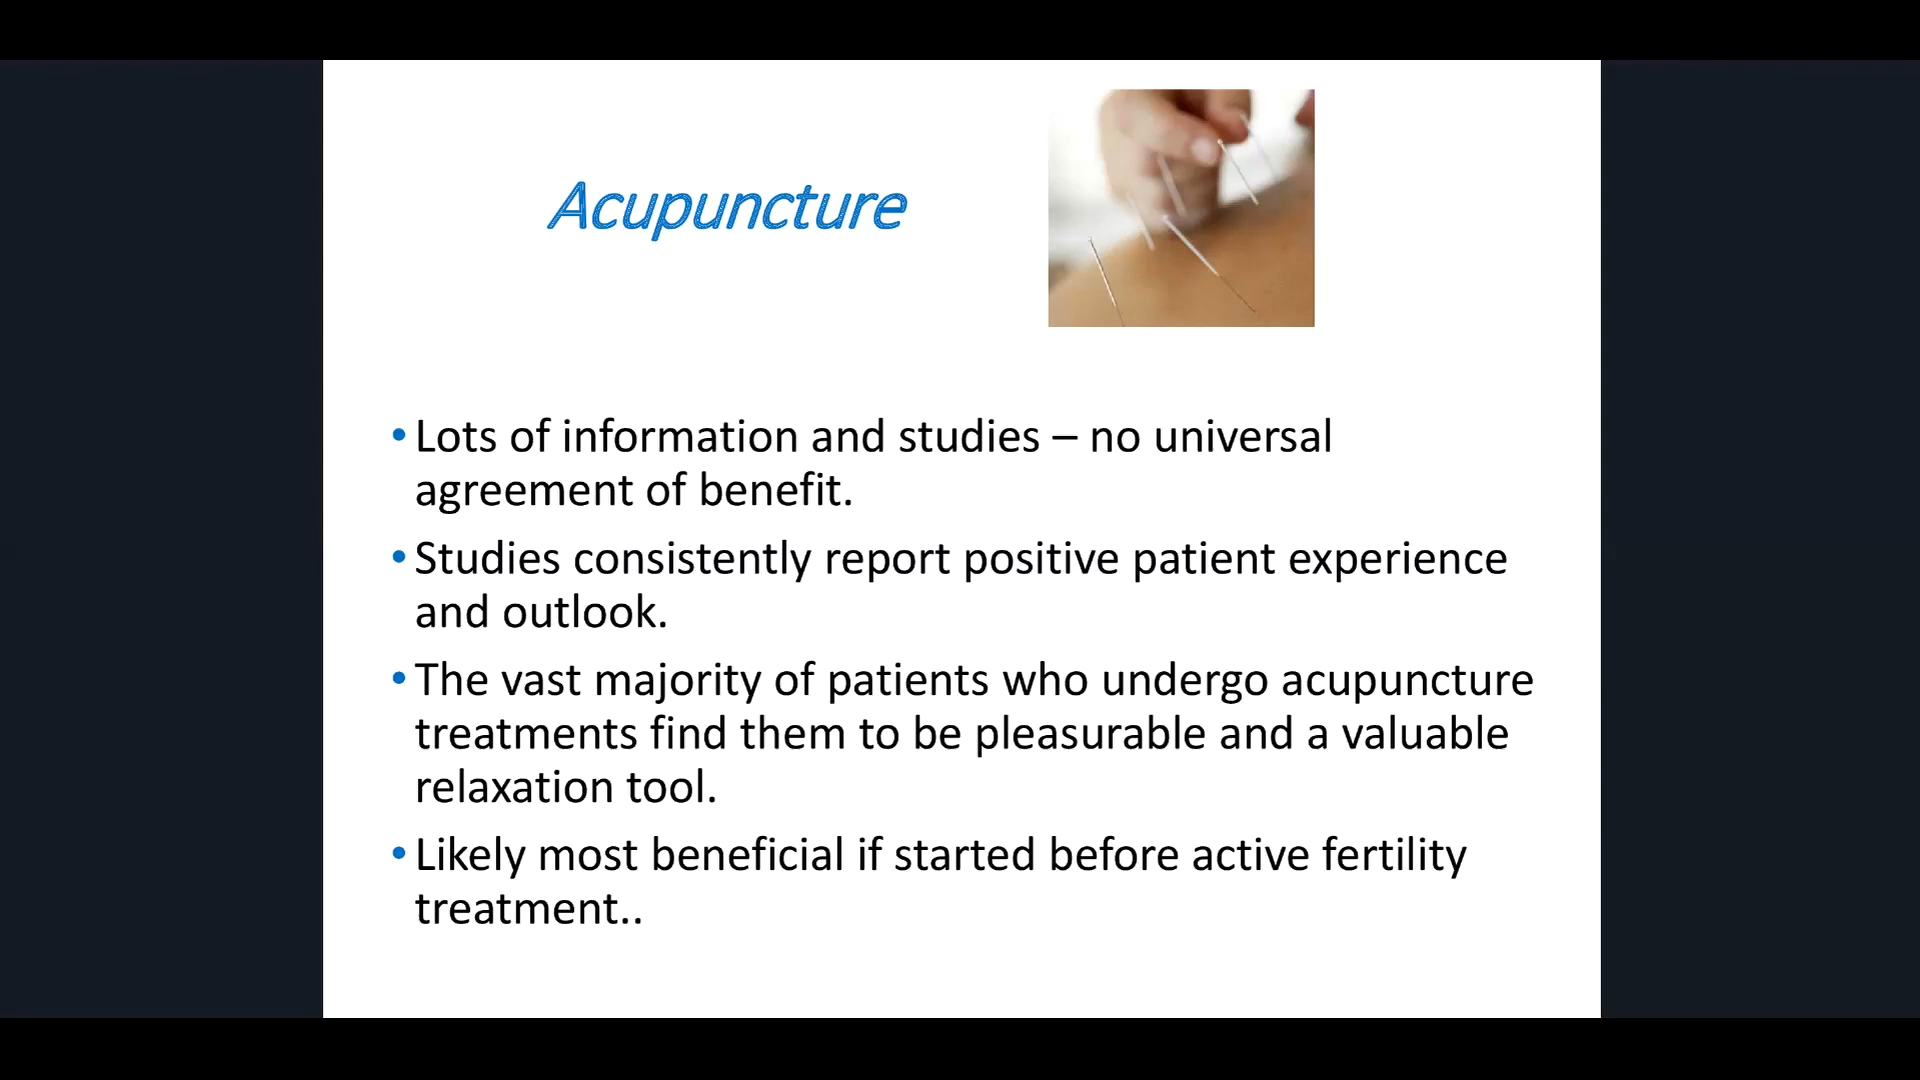 Acupuncture
•Lots of information and studies – no universal
agreement of benefit.
•Studies consistently report positive patient experience
and outlook.
•The vast majority of patients who undergo acupuncture
treatments find them to be pleasurable and a valuable
relaxation tool.
•Likely most beneficial if started before active fertility
treatment..